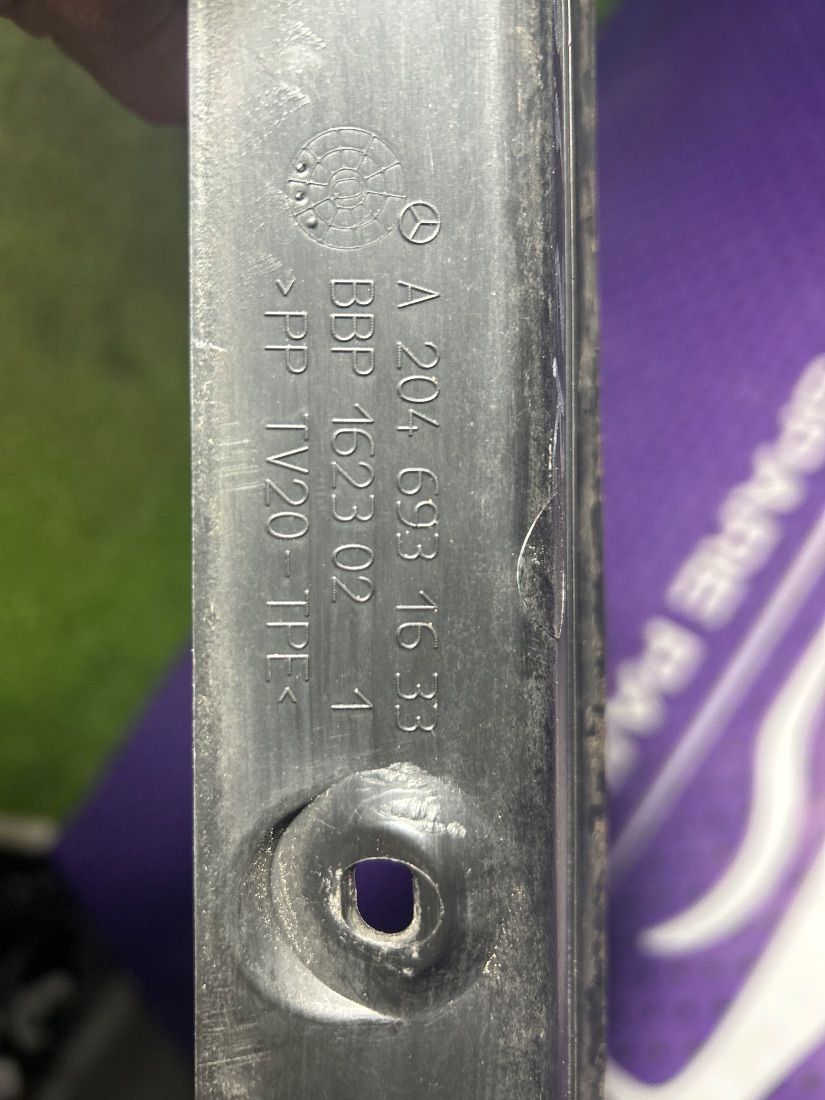 A 204 693 16 33
BBP 1623 02 1
>PP TV20-TPE<